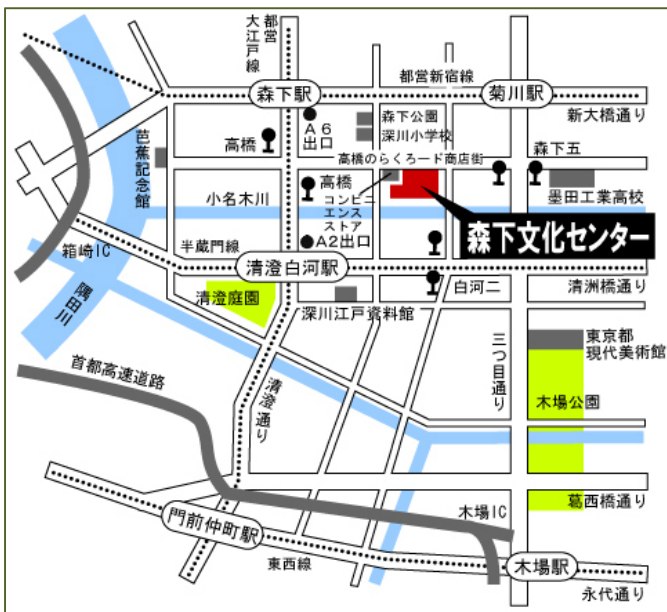 都営
大江戸線
都営新宿線
森下駅
菊川駅
新大橋通り
A6
出口
森下公園
深川小学校
芭蕉記念館
高橋
高橋のらくろード商店街
森下五
高橋
コンビニ
エンス
ストア
墨田工業高校
小名木川
森下文化センター
A2出口
半蔵門線
箱崎IC
清澄白河駅
白河二
清洲橋通り
隅田川
清澄庭園
深川江戸資料館
三つ目通り
東京都
現代美術館
首都高速道路
清澄通り
木場公園
葛西橋通り
木場IC
門前仲町駅
東西線
木場駅
永代通り